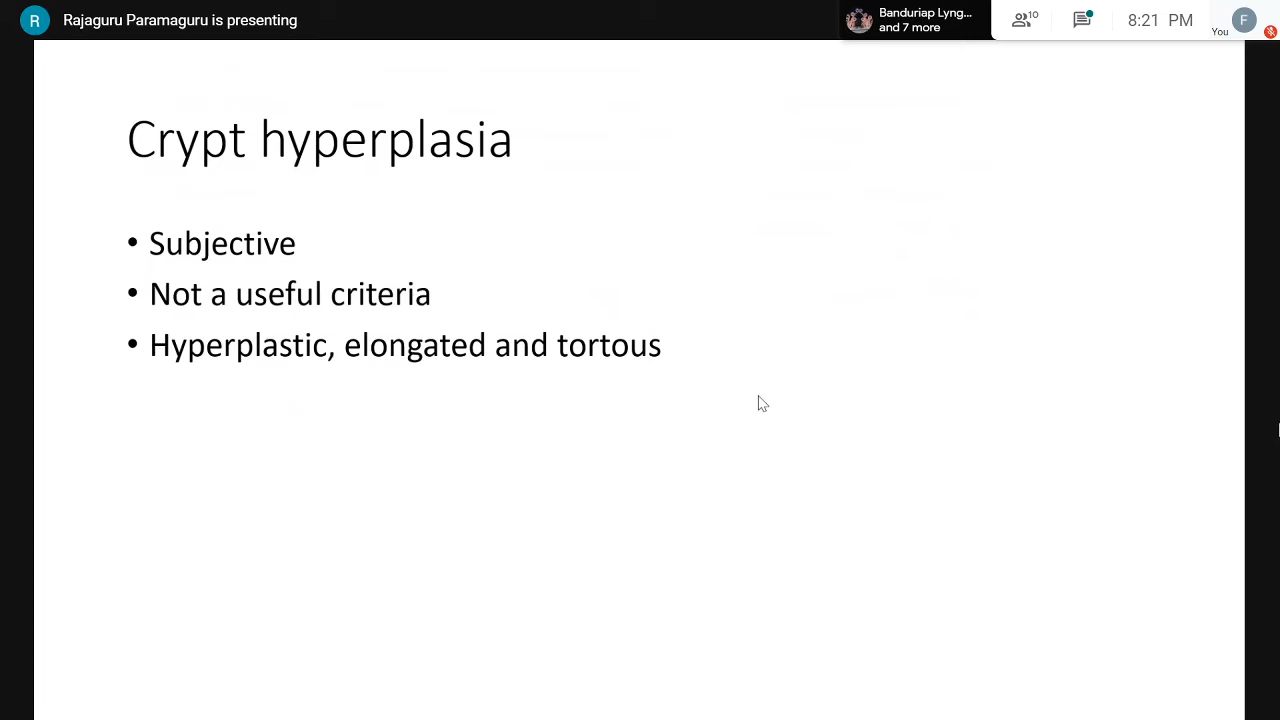 R Rajaguru Paramaguru is presenting
Banduriap Lyng...
and 7 more
10
8:21 PM
You
F
Crypt hyperplasia
• Subjective
• Not a useful criteria
• Hyperplastic, elongated and tortous